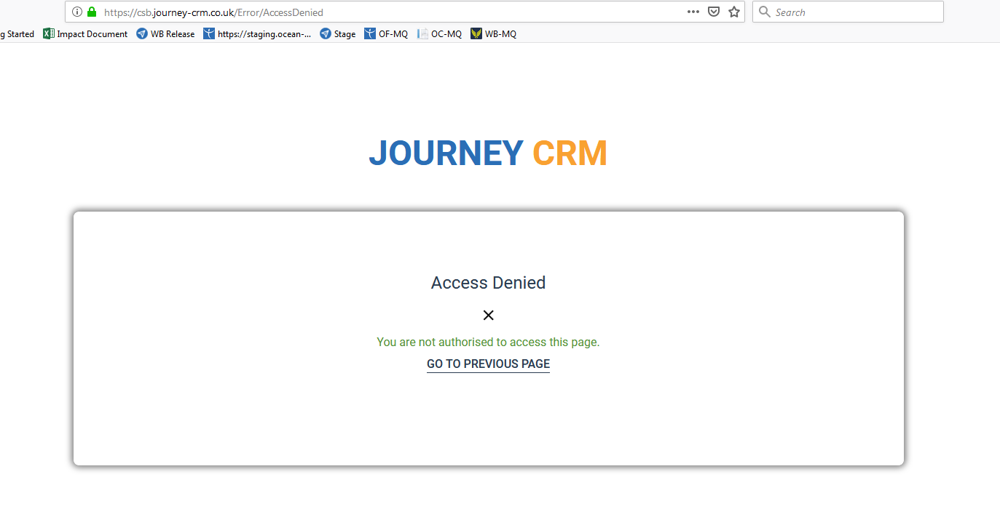 https://csb.journey-crm.co.uk/Error/AccessDenied
Search
g Started Impact Document WB Release https://staging.ocean-... Stage OF-MQ OC-MQ WB-MQ
JOURNEY CRM
Access Denied
You are not authorised to access this page.
GO TO PREVIOUS PAGE